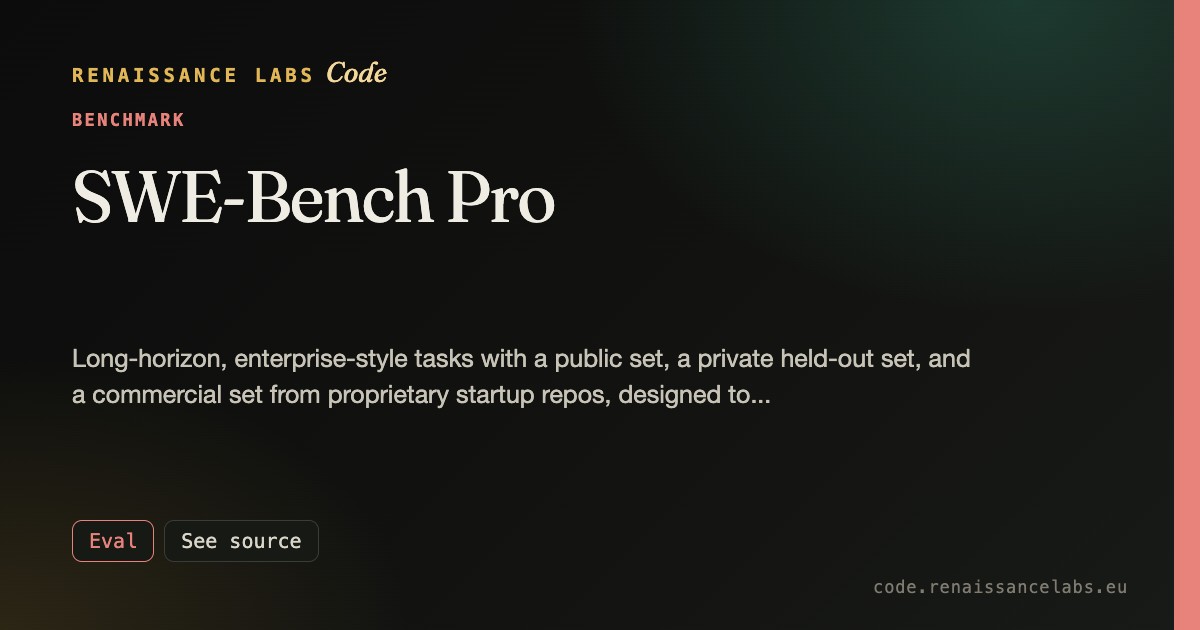 RENAISSANCE LABS Code
BENCHMARK
SWE-Bench Pro
Long-horizon, enterprise-style tasks with a public set, a private held-out set, and
a commercial set from proprietary startup repos, designed to...
Eval
See source
code.renaissancelabs.eu